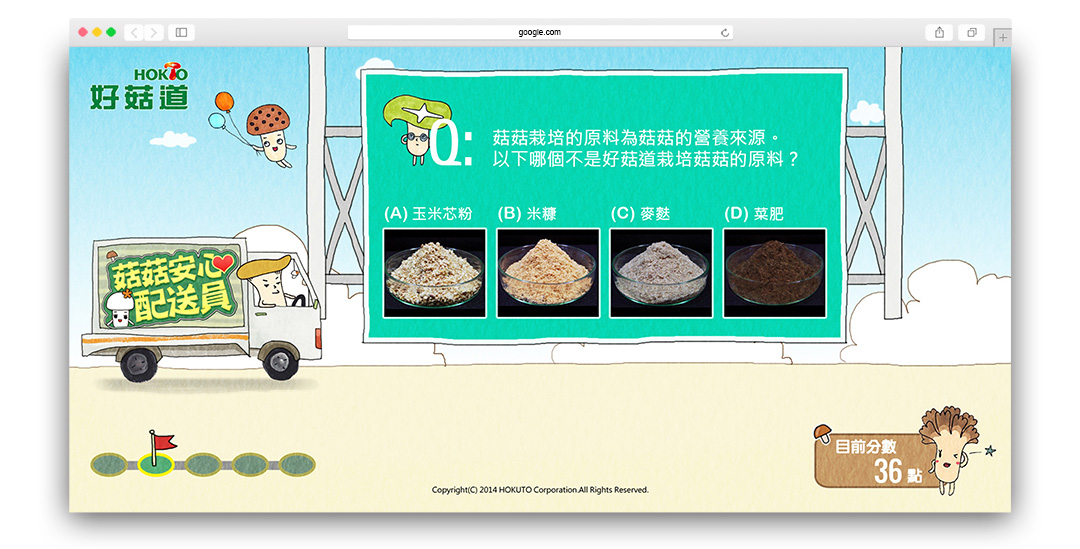 google.com
HOKTO
好菇道
Q:
菇菇栽培的原料為菇菇的營養來源。
以下哪個不是好菇道栽培菇菇的原料？
(A) 玉米芯粉
(B) 米糠
(C) 麥麩
(D) 菜肥
菇菇安心
配送員
目前分數
36 點
Copyright(C) 2014 HOKUTO Corporation.All Rights Reserved.